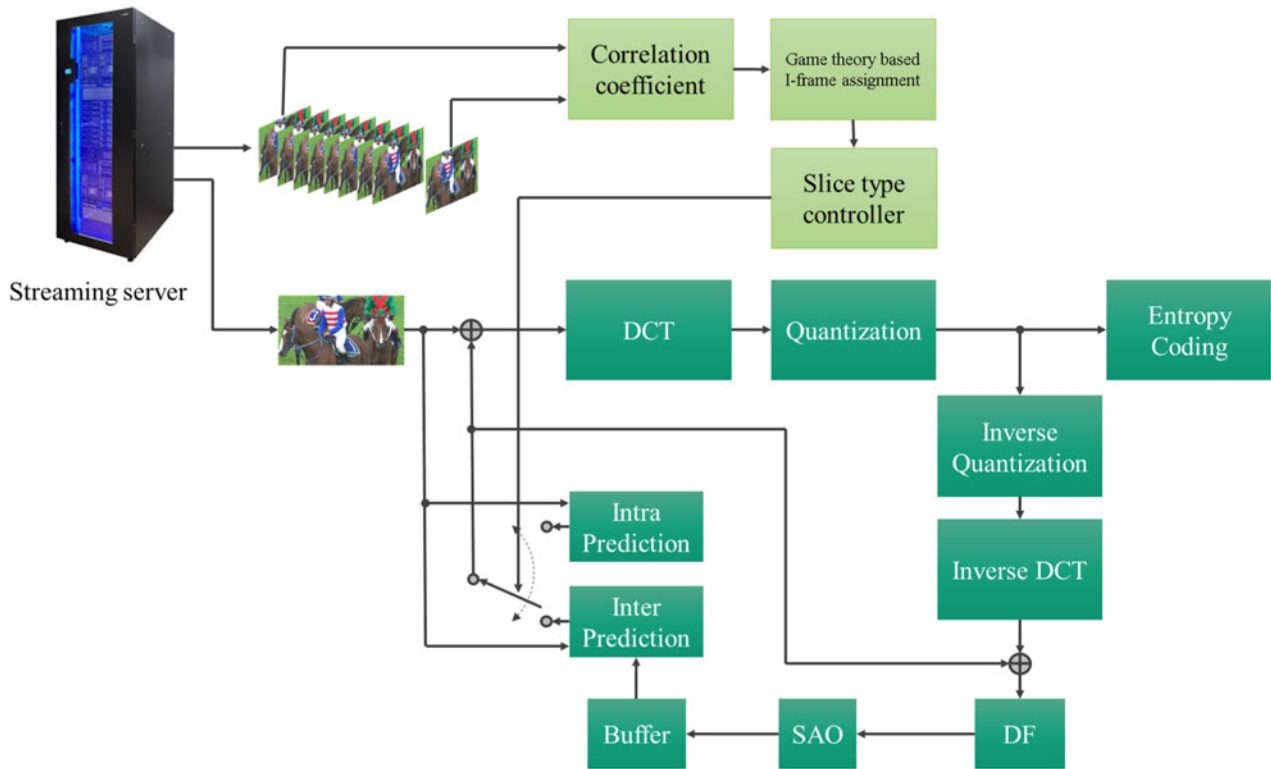 Correlation
coefficient
Game theory based
I-frame assignment
Slice type
controller
Streaming server
DCT
Quantization
Entropy
Coding
Inverse
Quantization
Intra
Prediction
Inverse DCT
Inter
Prediction
Buffer
SAO
DF